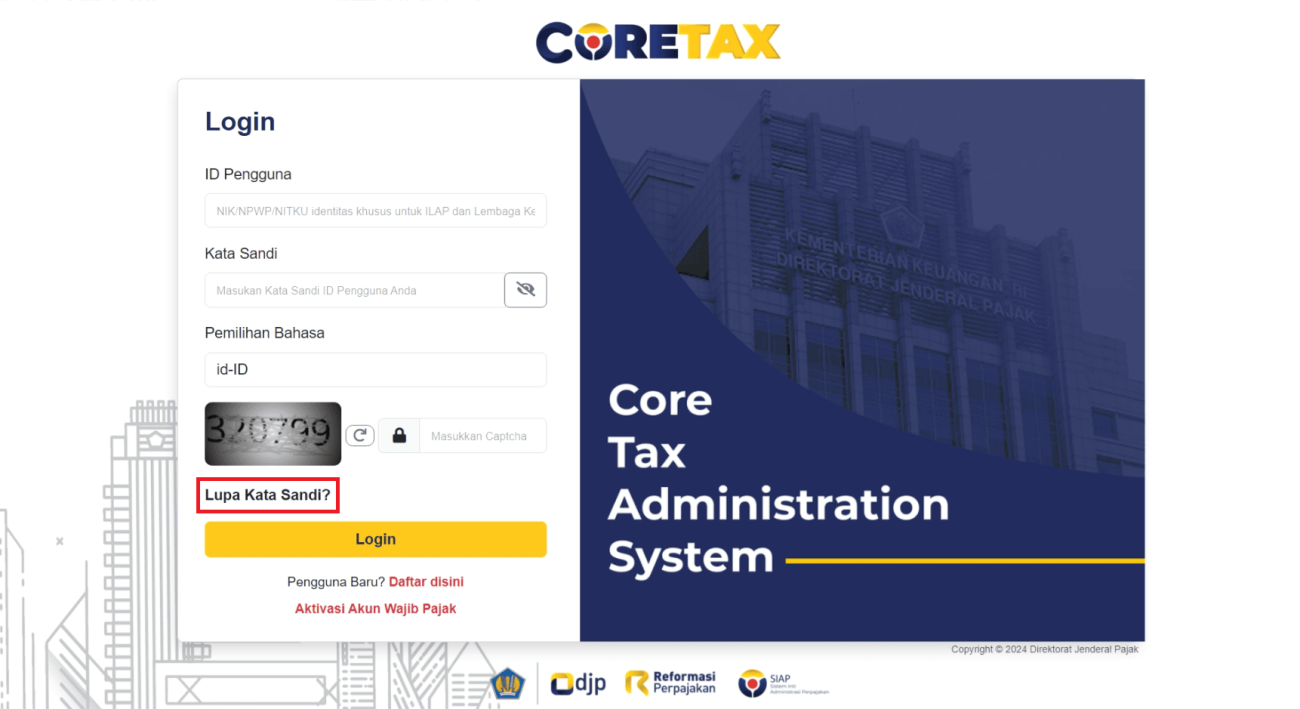 CORETAX
Login
ID Pengguna
NIK/NPWP/NITKU identitas khusus untuk ILAP dan Lembaga Ke
Kata Sandi
Masukan Kata Sandi ID Pengguna Anda
Pemilihan Bahasa
id-ID
320799
Masukkan Captcha
Lupa Kata Sandi?
Login
Pengguna Baru? Daftar disini
Aktivasi Akun Wajib Pajak
KEMENTERIAN KEUANGAN RI
DIREKTORAT JENDERAL PAJAK
Core
Tax
Administration
System
Copyright © 2024 Direktorat Jenderal Pajak
djp
Reformasi
Perpajakan
SIAP
Sistem Inti
Administrasi Perpajakan